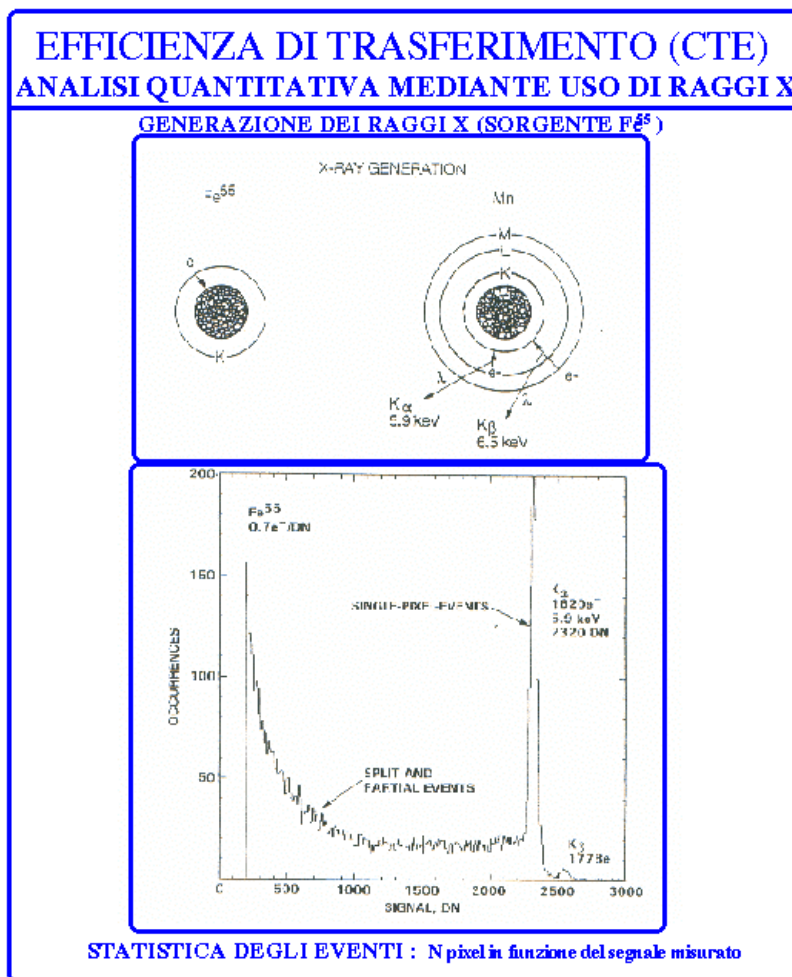 EFFICIENZA DI TRASFERIMENTO (CTE)
ANALISI QUANTITATIVA MEDIANTE USO DI RAGGI X
GENERAZIONE DEI RAGGI X (SORGENTE Fe55)
X-RAY GENERATION
Fe55
Mn
M
L
K
e
K
e-
e-
λ
λ
Kα
5.9 keV
Kβ
6.5 keV
200
Fe55
0.7e-/DN
150
SINGLE-PIXEL-EVENTS
Kα
1620e-
5.9 keV
2320 DN
OCCURRENCES
100
SPLIT AND
PARTIAL EVENTS
50
Kβ
1778e
0
0
500
1000
1500
2000
2500
3000
SIGNAL, DN
STATISTICA DEGLI EVENTI : N pixel in funzione del segnale misurato